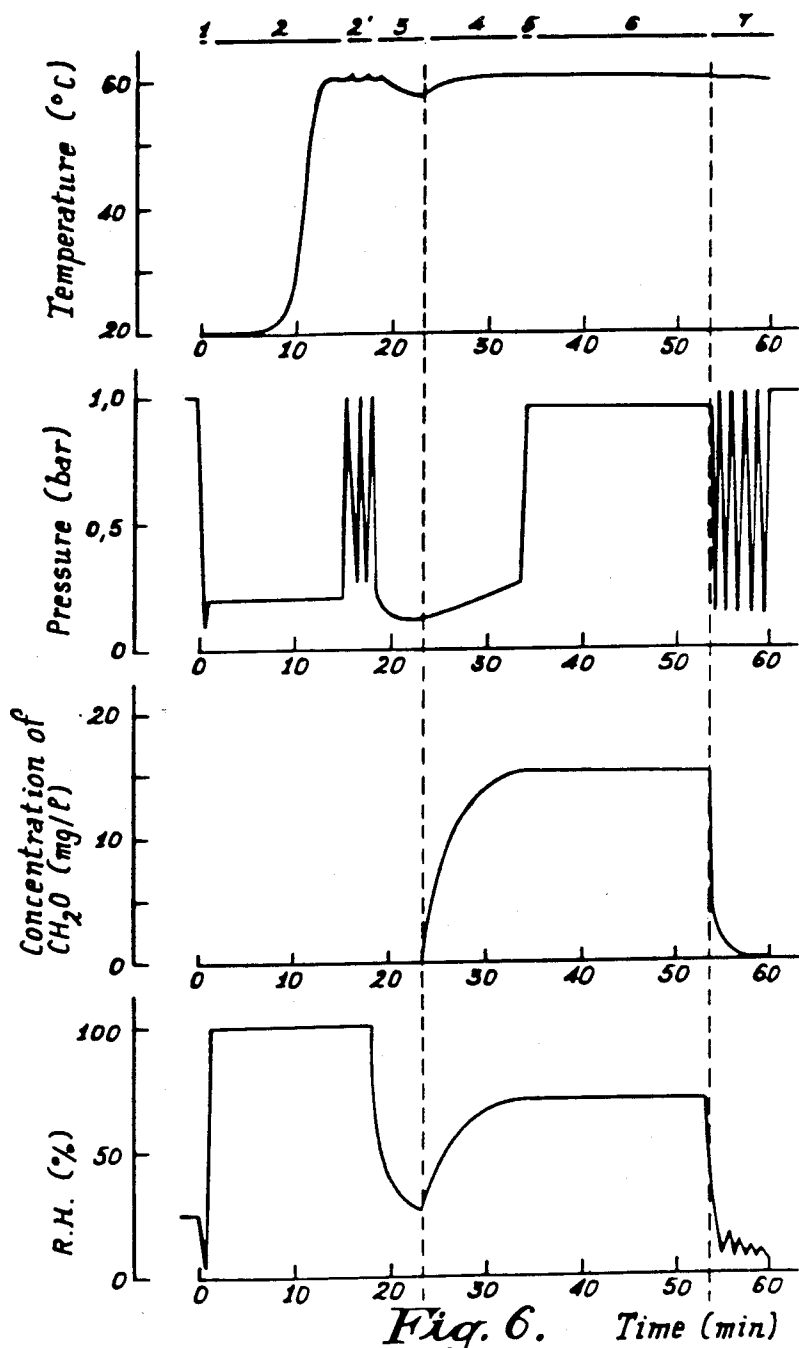 1 2 2' 3 4 5 6 7
Temperature (°C)
60
40
20
0 10 20 30 40 50 60
Pressure (bar)
1,0
0,5
0
0 10 20 30 40 50 60
Concentration of
CH₂O (mg/ℓ)
20
10
0
0 10 20 30 40 50 60
R.H. (%)
100
50
0
0 10 20 30 40 50 60
Fig. 6. Time (min)